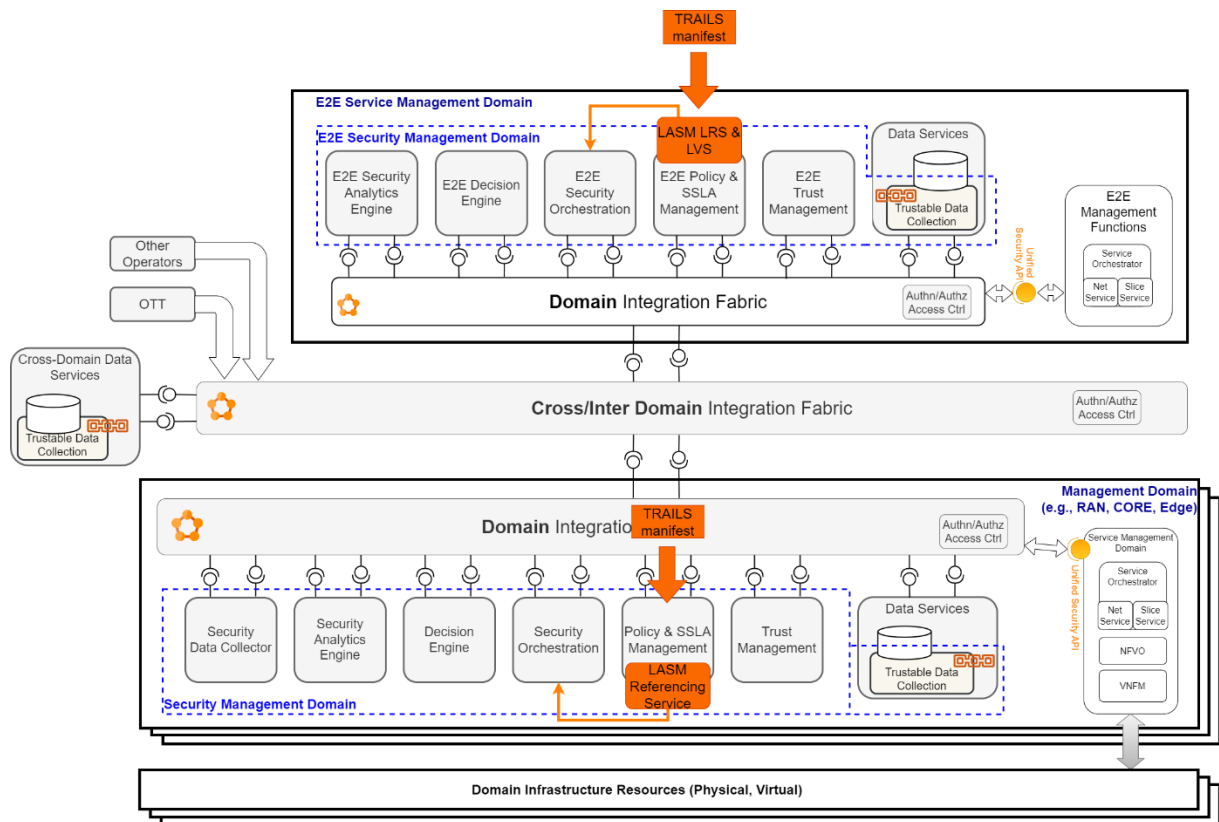 TRAILS
manifest
E2E Service Management Domain
E2E Security Management Domain
LASM LRS &
LVS
E2E Security
Analytics
Engine
E2E Decision
Engine
E2E
Security
Orchestration
E2E Policy &
SSLA
Management
E2E
Trust
Management
Data Services
Trustable Data
Collection
E2E
Management
Functions
Service
Orchestrator
Net
Service
Slice
Service
Unified
Security API
Domain Integration Fabric
Authn/Authz
Access Ctrl
Other
Operators
OTT
Cross-Domain Data
Services
Trustable Data
Collection
Cross/Inter Domain Integration Fabric
Authn/Authz
Access Ctrl
Management Domain
(e.g., RAN, CORE, Edge)
Domain Integratio
TRAILS
manifest
Authn/Authz
Access Ctrl
Service Management
Domain
Service
Orchestrator
Net
Service
Slice
Service
NFVO
VNFM
Unified Security API
Security
Data Collector
Security
Analytics
Engine
Decision
Engine
Security
Orchestration
Policy & SSLA
Management
LASM
Referencing
Service
Trust
Management
Data Services
Trustable Data
Collection
Security Management Domain
Domain Infrastructure Resources (Physical, Virtual)